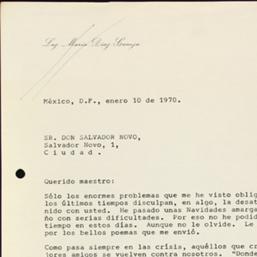 Luz María Díaz
México, D.F., enero 10 de 1970.
SR. DON SALVADOR NOVO,
Salvador Novo, 1,
C i u d a d .
Querido maestro:
Sólo los enormes problemas que me he visto oblig
los últimos tiempos disculpan, en algo, la desat
nido con usted. He pasado unas Navidades amarga
ño con serias dificultades. Por eso no he podid
tiempo en estos días. Aunque no le olvide. Le
por los bellos poemas que me envió.
Como pasa siempre en las crisis, aquéllos que cr
jores amigos se vuelven contra nosotros. "Donde